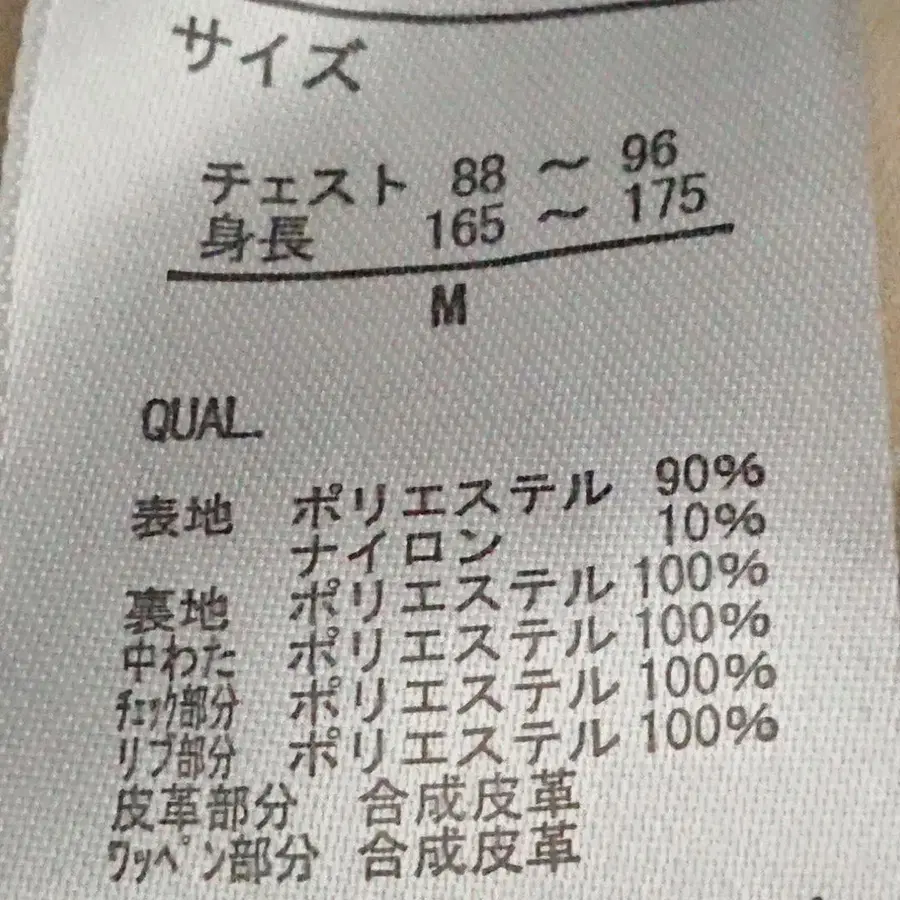 サイズ
チェスト 88 ～ 96
身長 165 ～ 175
M
QUAL.
表地 ポリエステル 90%
ナイロン 10%
裏地 ポリエステル 100%
中わた ポリエステル 100%
ﾁｪｯｸ部分 ポリエステル 100%
リブ部分 ポリエステル 100%
皮革部分 合成皮革
ﾜｯﾍﾟﾝ部分 合成皮革